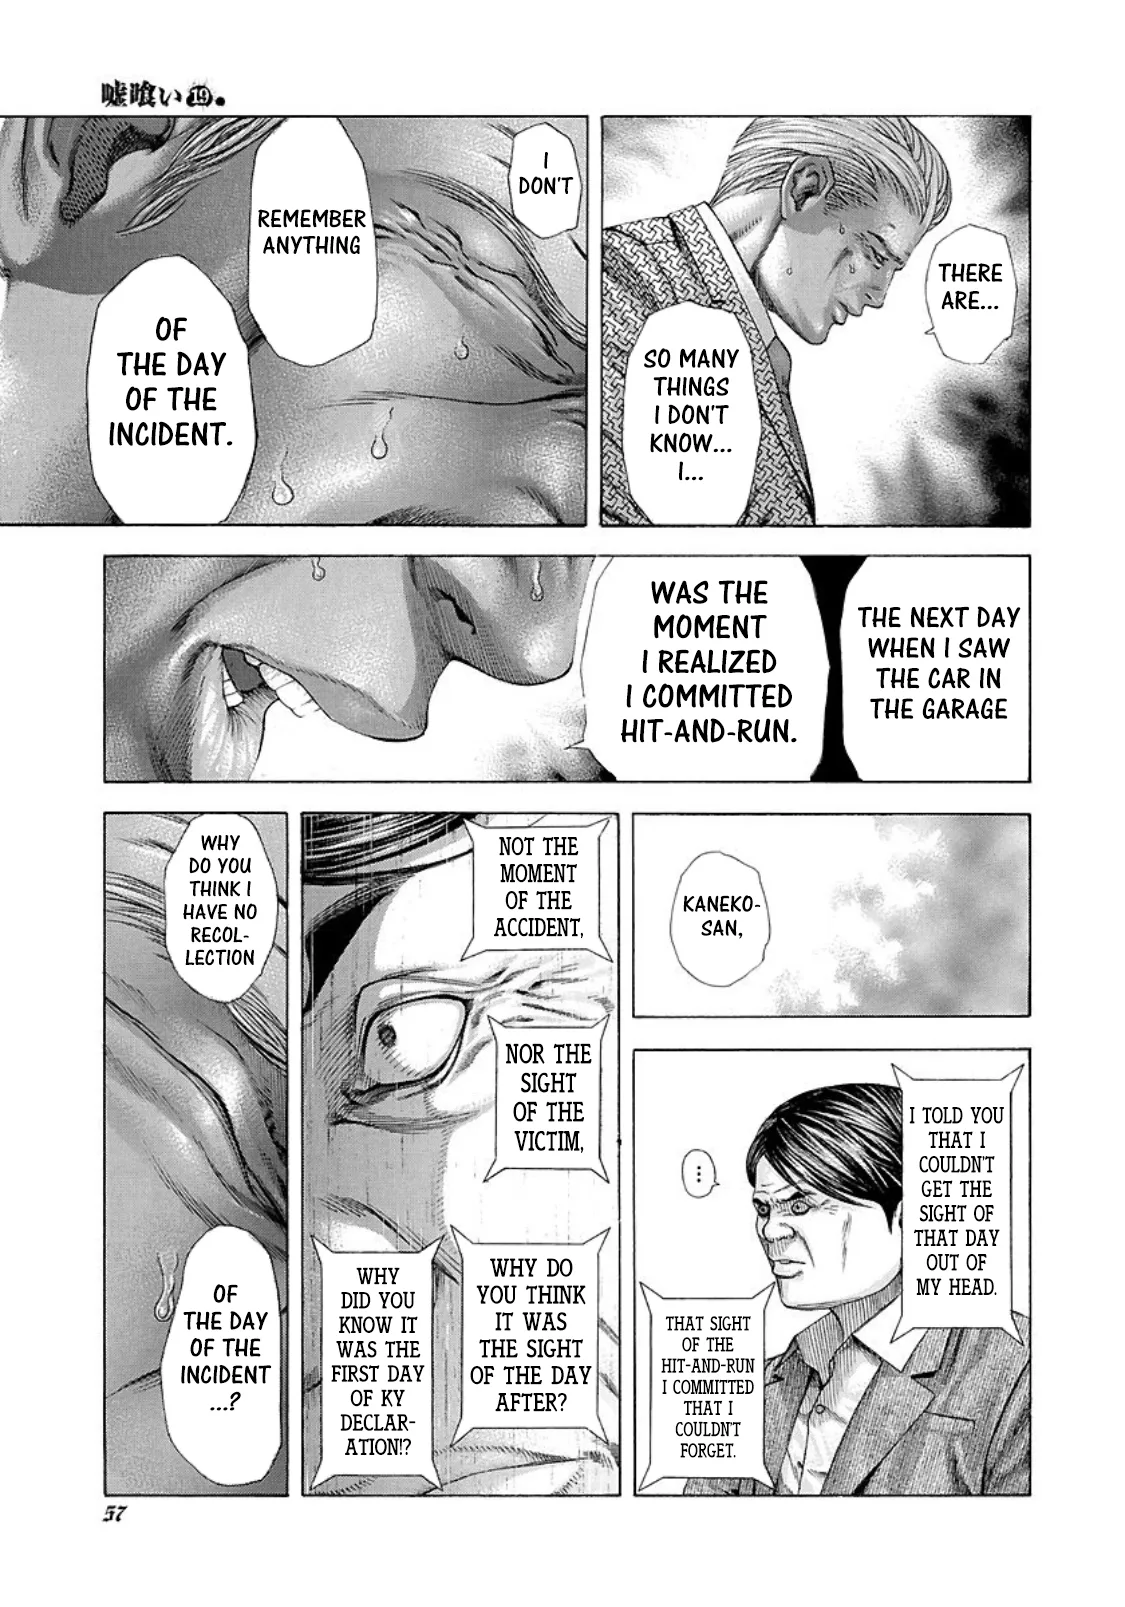 嘘喰い 19
THERE
ARE...
SO MANY
THINGS
I DON'T
KNOW...
I...
I
DON'T
REMEMBER
ANYTHING
OF
THE DAY
OF THE
INCIDENT.
THE NEXT DAY
WHEN I SAW
THE CAR IN
THE GARAGE
WAS THE
MOMENT
I REALIZED
I COMMITTED
HIT-AND-RUN.
KANEKO-
SAN,
I TOLD YOU
THAT I
COULDN'T
GET THE
SIGHT OF
THAT DAY
OUT OF
MY HEAD.
...
THAT SIGHT
OF THE
HIT-AND-RUN
I COMMITTED
THAT I
COULDN'T
FORGET.
NOT THE
MOMENT
OF THE
ACCIDENT,
NOR THE
SIGHT
OF THE
VICTIM,
WHY DO
YOU THINK
IT WAS
THE SIGHT
OF THE DAY
AFTER?
WHY
DID YOU
KNOW IT
WAS THE
FIRST DAY
OF KY
DECLAR-
ATION!?
WHY
DO YOU
THINK I
HAVE NO
RECOL-
LECTION
OF
THE DAY
OF THE
INCIDENT
...?
57